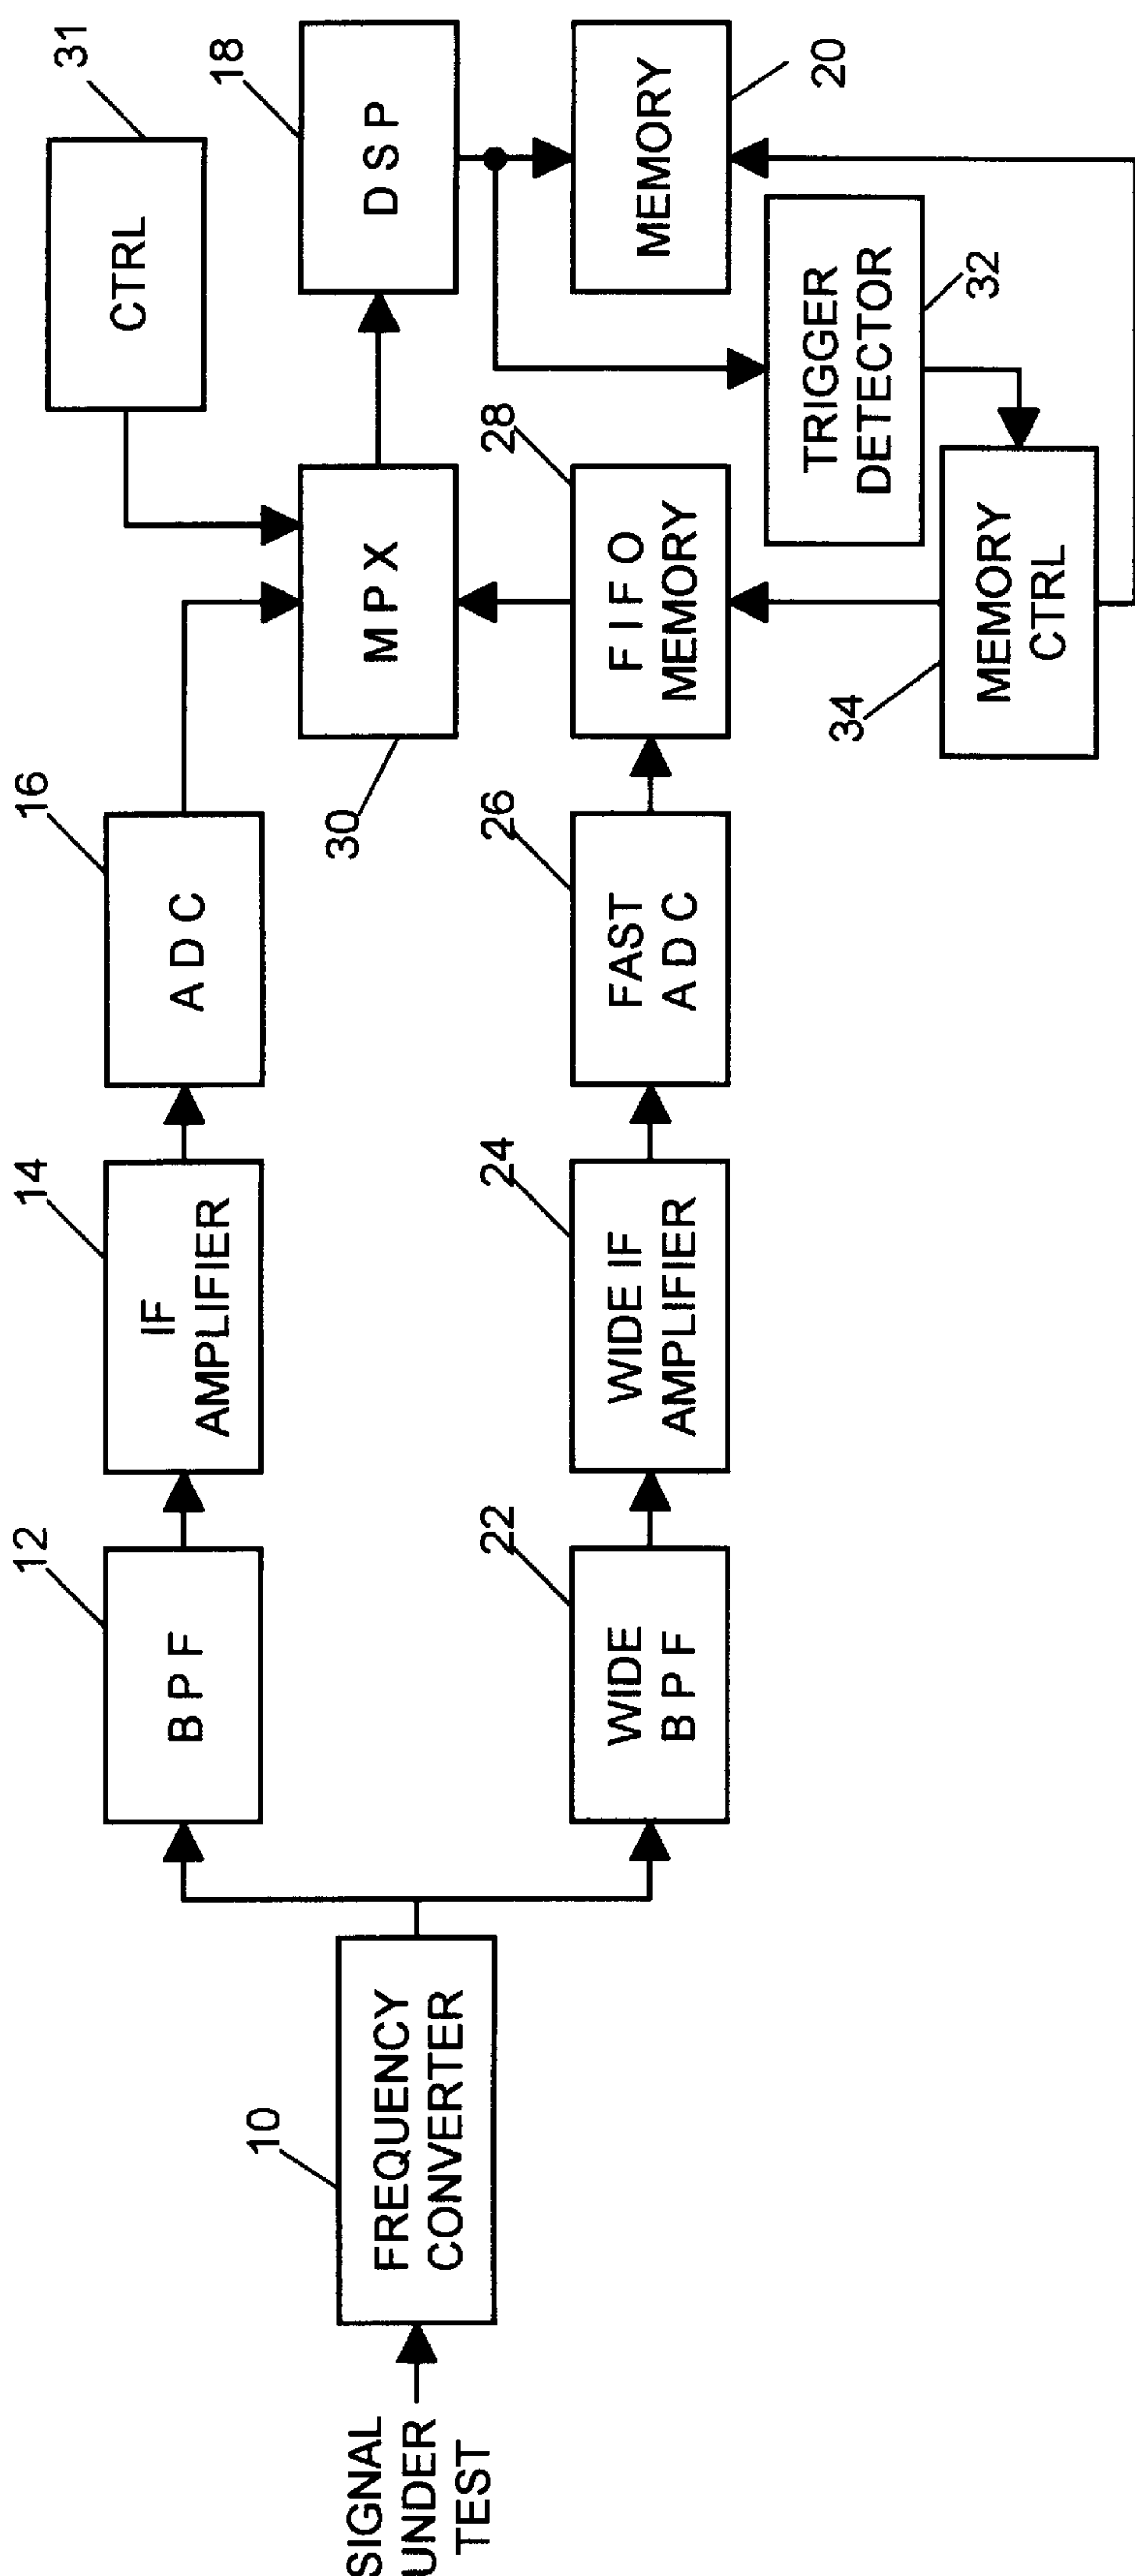 SIGNAL
UNDER
TEST
10
FREQUENCY
CONVERTER
12
B P F
14
IF
AMPLIFIER
16
A D C
22
WIDE
B P F
24
WIDE IF
AMPLIFIER
26
FAST
A D C
28
F I F O
MEMORY
30
M P X
31
CTRL
18
D S P
20
MEMORY
32
TRIGGER
DETECTOR
34
MEMORY
CTRL